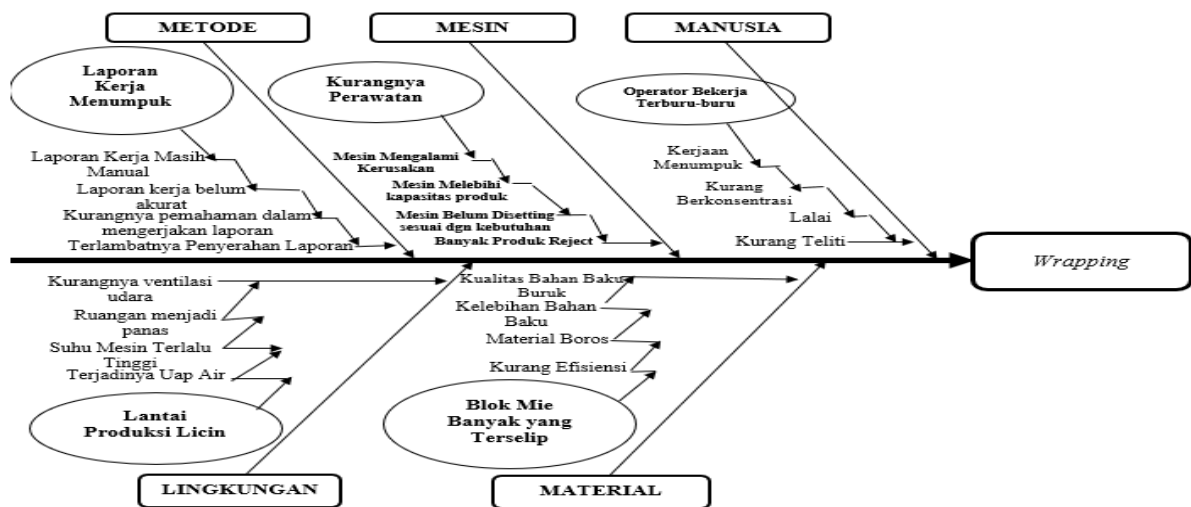 METODE
MESIN
MANUSIA
Laporan
Kerja
Menumpuk
Kurangnya
Perawatan
Operator Bekerja
Terburu-buru
Laporan Kerja Masih
Manual
Laporan kerja belum
akurat
Kurangnya pemahaman dalam
mengerjakan laporan
Terlambatnya Penyerahan Laporan
Mesin Mengalami
Kerusakan
Mesin Melebihi
kapasitas produk
Mesin Belum Disetting
sesuai dgn kebutuhan
Banyak Produk Reject
Kerjaan
Menumpuk
Kurang
Berkonsentrasi
Lalai
Kurang Teliti
Wrapping
Kurangnya ventilasi
udara
Ruangan menjadi
panas
Suhu Mesin Terlalu
Tinggi
Terjadinya Uap Air
Lantai
Produksi Licin
Kualitas Bahan Baku
Buruk
Kelebihan Bahan
Baku
Material Boros
Kurang Efisiensi
Blok Mie
Banyak yang
Terselip
LINGKUNGAN
MATERIAL